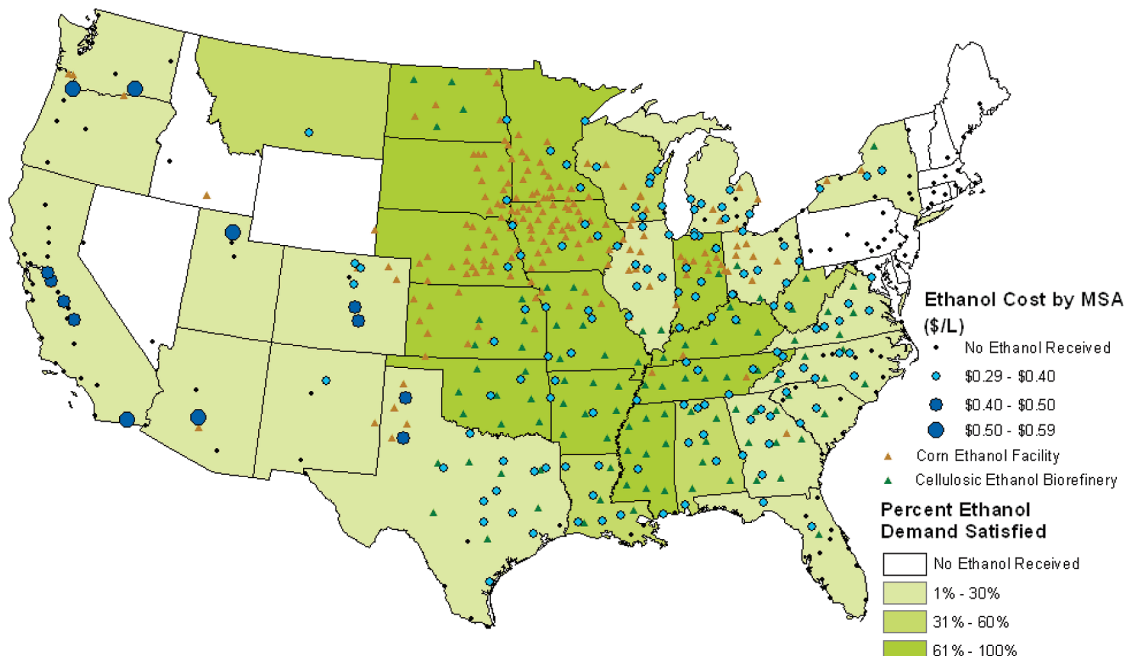 Ethanol Cost by MSA
($/L)
No Ethanol Received
$0.29 - $0.40
$0.40 - $0.50
$0.50 - $0.59
Corn Ethanol Facility
Cellulosic Ethanol Biorefinery
Percent Ethanol
Demand Satisfied
No Ethanol Received
1% - 30%
31% - 60%
61% - 100%